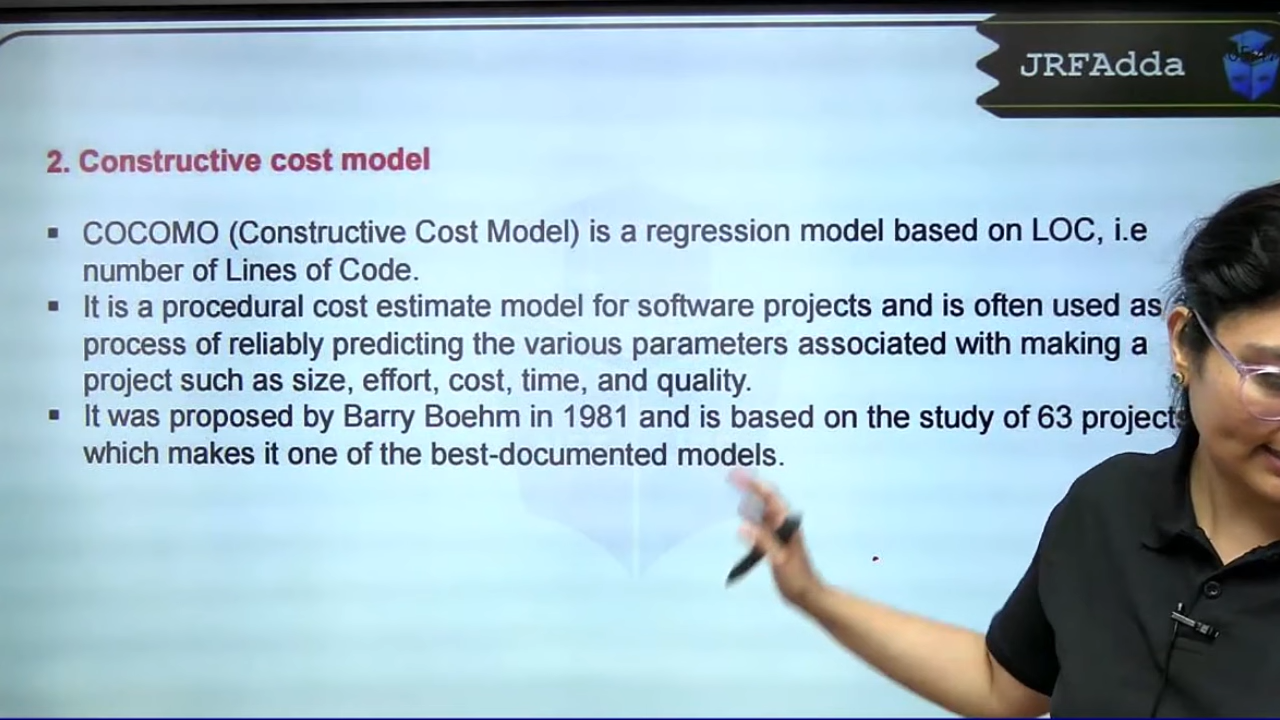 JRFAdda
2. Constructive cost model
▪ COCOMO (Constructive Cost Model) is a regression model based on LOC, i.e
number of Lines of Code.
▪ It is a procedural cost estimate model for software projects and is often used as
process of reliably predicting the various parameters associated with making a
project such as size, effort, cost, time, and quality.
▪ It was proposed by Barry Boehm in 1981 and is based on the study of 63 projects
which makes it one of the best-documented models.